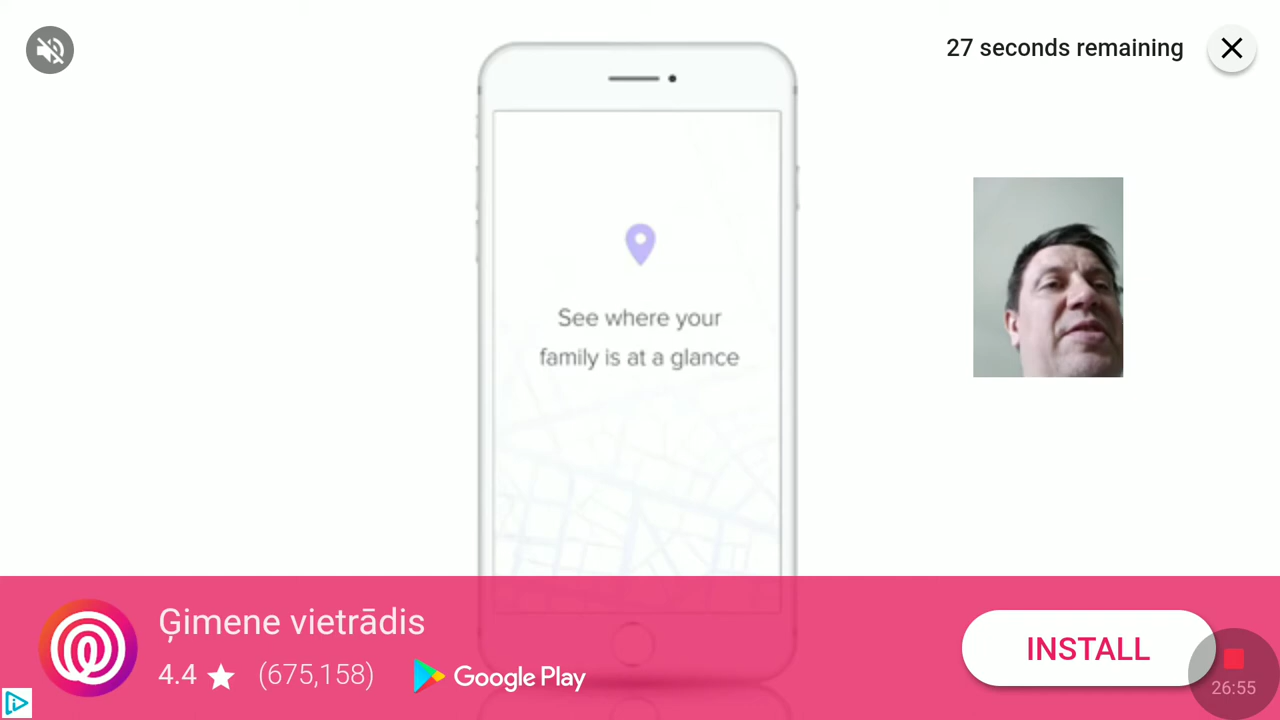 27 seconds remaining
See where your
family is at a glance
Ģimene vietrādis
4.4 (675,158) Google Play
INSTALL
26:55